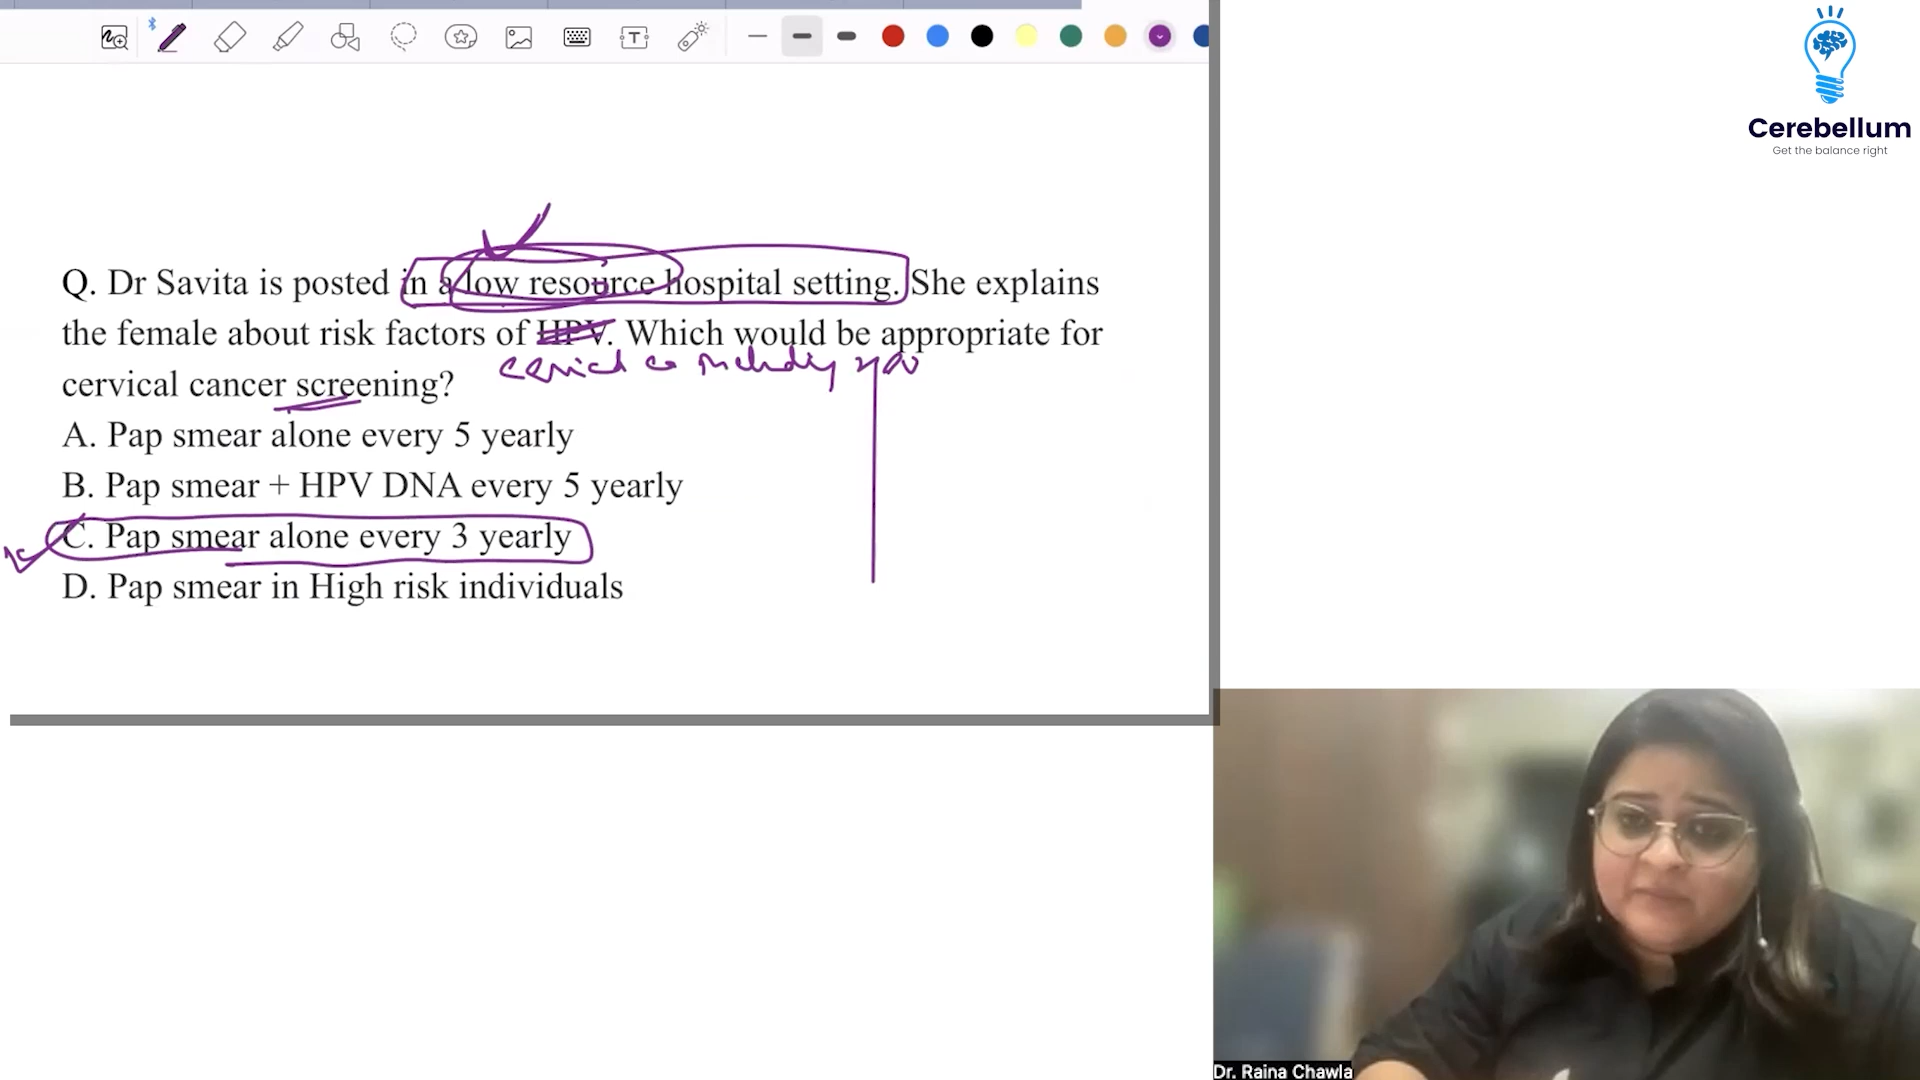 Cerebellum
Get the balance right
Q. Dr Savita is posted in a low resource hospital setting. She explains
the female about risk factors of HPV. Which would be appropriate for
cervical cancer screening?
A. Pap smear alone every 5 yearly
B. Pap smear + HPV DNA every 5 yearly
C. Pap smear alone every 3 yearly
D. Pap smear in High risk individuals
Dr. Raina Chawla